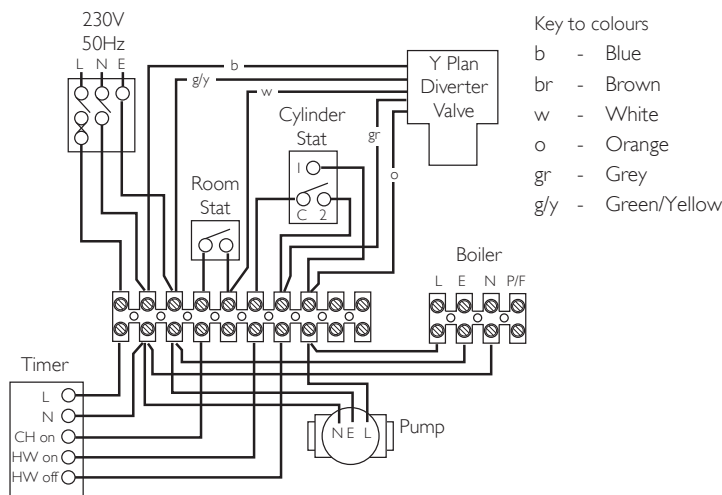 230V
50Hz
L N E
b
g/y
w
gr
o
Y Plan
Diverter
Valve
Key to colours
b - Blue
br - Brown
w - White
o - Orange
gr - Grey
g/y - Green/Yellow
Cylinder
Stat
1
C 2
Room
Stat
Boiler
L E N P/F
Timer
L
N
CH on
HW on
HW off
N E L
Pump